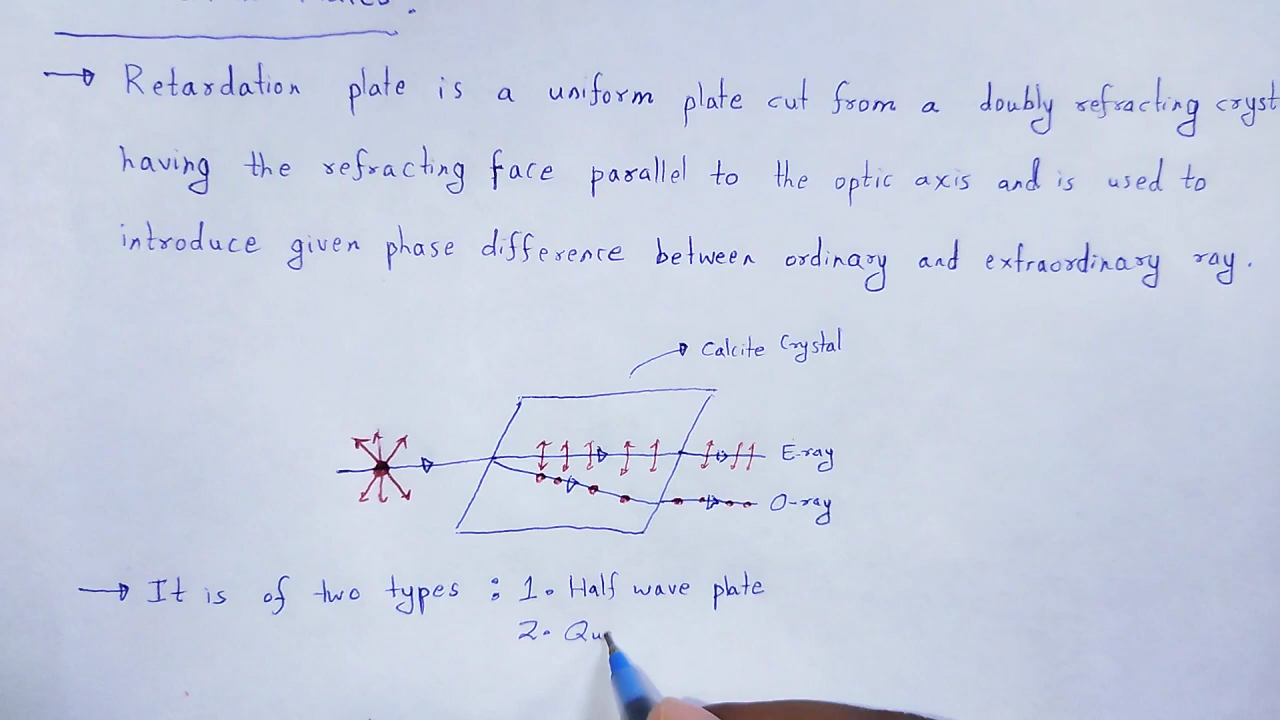 → Retardation plate is a uniform plate cut from a doubly refracting cryst
having the refracting face parallel to the optic axis and is used to
introduce given phase difference between ordinary and extraordinary ray.
Calcite Crystal
E-ray
O-ray
→ It is of two types : 1. Half wave plate
2. Qu